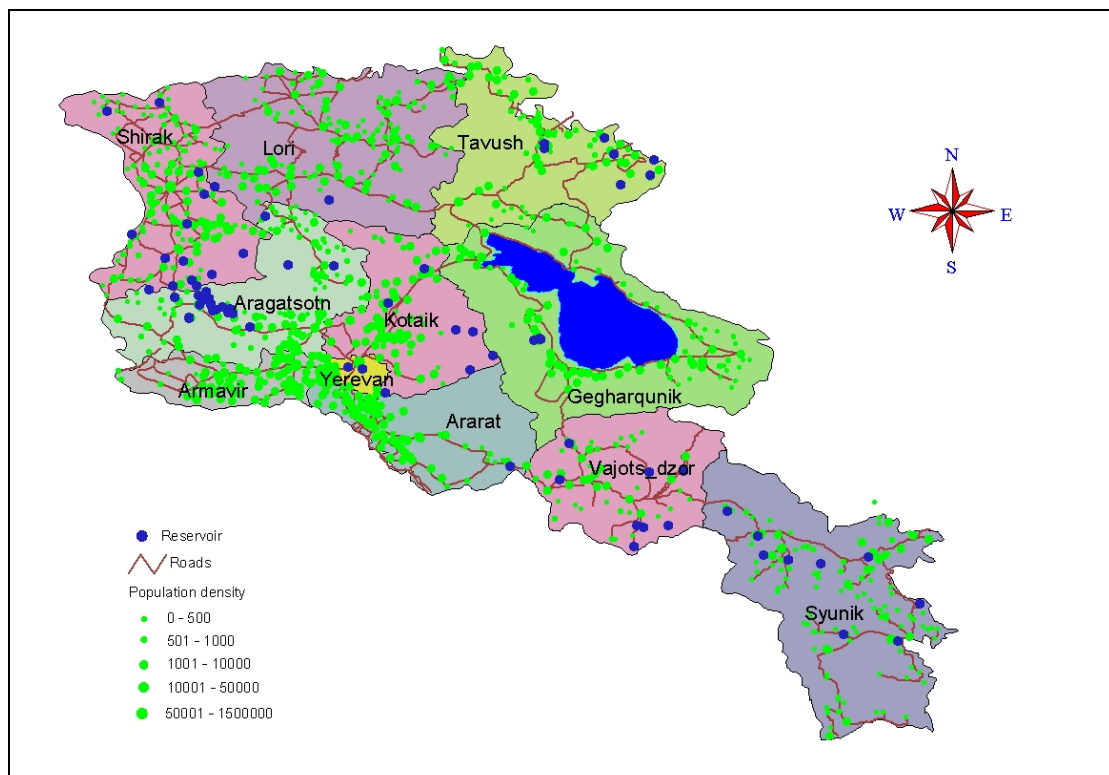 Shirak
Lori
Tavush
N
W
E
S
Aragatsotn
Kotaik
Armavir
Yerevan
Ararat
Gegharqunik
Vajots_dzor
Syunik
Reservoir
Roads
Population density
0 - 500
501 - 1000
1001 - 10000
10001 - 50000
50001 - 1500000